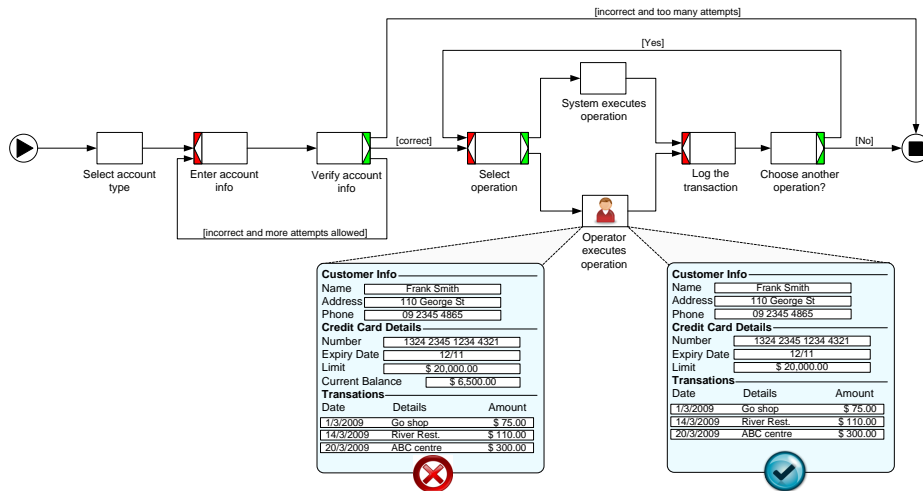 [incorrect and too many attempts]
[Yes]
System executes
operation
[correct]
[No]
Select account
type
Enter account
info
Verify account
info
Select
operation
Log the
transaction
Choose another
operation?
[incorrect and more attempts allowed]
Operator
executes
operation
Customer Info
Name Frank Smith
Address 110 George St
Phone 09 2345 4865
Credit Card Details
Number 1324 2345 1234 4321
Expiry Date 12/11
Limit $ 20,000.00
Current Balance $ 6,500.00
Transations
Date Details Amount
1/3/2009 Go shop $ 75.00
14/3/2009 River Rest. $ 110.00
20/3/2009 ABC centre $ 300.00
Customer Info
Name Frank Smith
Address 110 George St
Phone 09 2345 4865
Credit Card Details
Number 1324 2345 1234 4321
Expiry Date 12/11
Limit $ 20,000.00
Transations
Date Details Amount
1/3/2009 Go shop $ 75.00
14/3/2009 River Rest. $ 110.00
20/3/2009 ABC centre $ 300.00